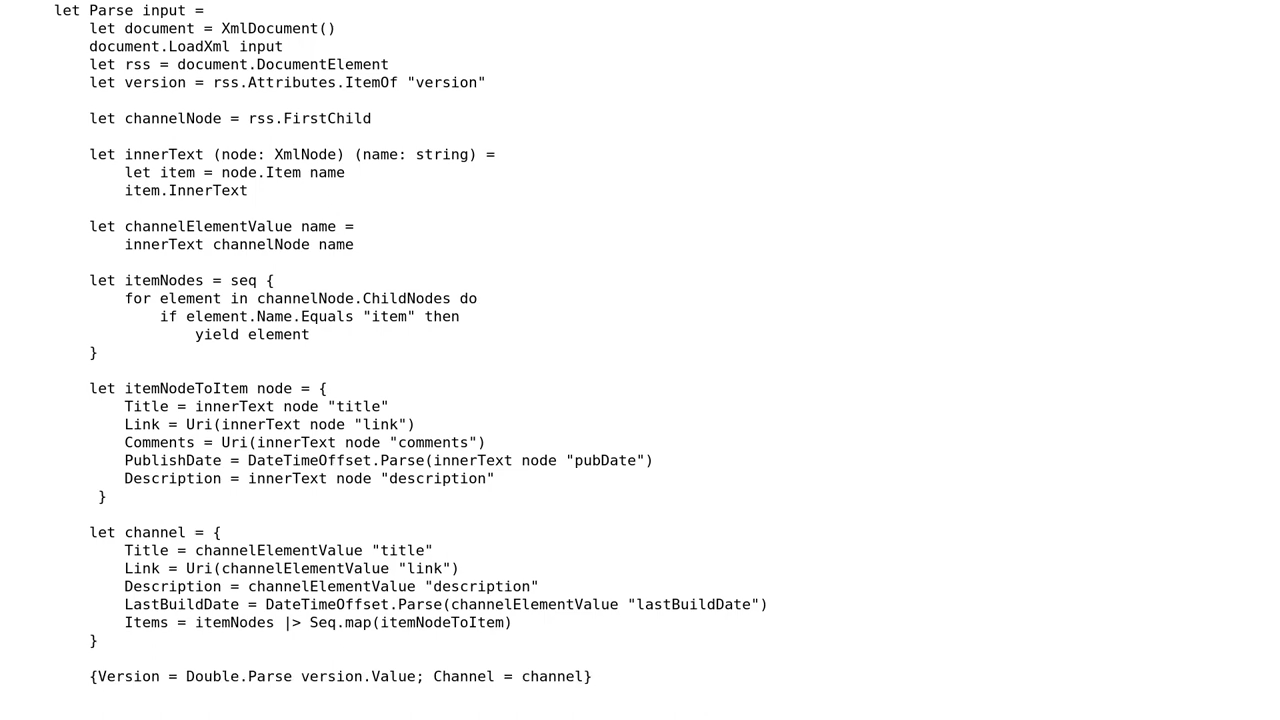 let Parse input =
    let document = XmlDocument()
    document.LoadXml input
    let rss = document.DocumentElement
    let version = rss.Attributes.ItemOf "version"

    let channelNode = rss.FirstChild

    let innerText (node: XmlNode) (name: string) =
        let item = node.Item name
        item.InnerText

    let channelElementValue name =
        innerText channelNode name

    let itemNodes = seq {
        for element in channelNode.ChildNodes do
            if element.Name.Equals "item" then
                yield element
    }

    let itemNodeToItem node = {
        Title = innerText node "title"
        Link = Uri(innerText node "link")
        Comments = Uri(innerText node "comments")
        PublishDate = DateTimeOffset.Parse(innerText node "pubDate")
        Description = innerText node "description"
     }

    let channel = {
        Title = channelElementValue "title"
        Link = Uri(channelElementValue "link")
        Description = channelElementValue "description"
        LastBuildDate = DateTimeOffset.Parse(channelElementValue "lastBuildDate")
        Items = itemNodes |> Seq.map(itemNodeToItem)
    }

    {Version = Double.Parse version.Value; Channel = channel}